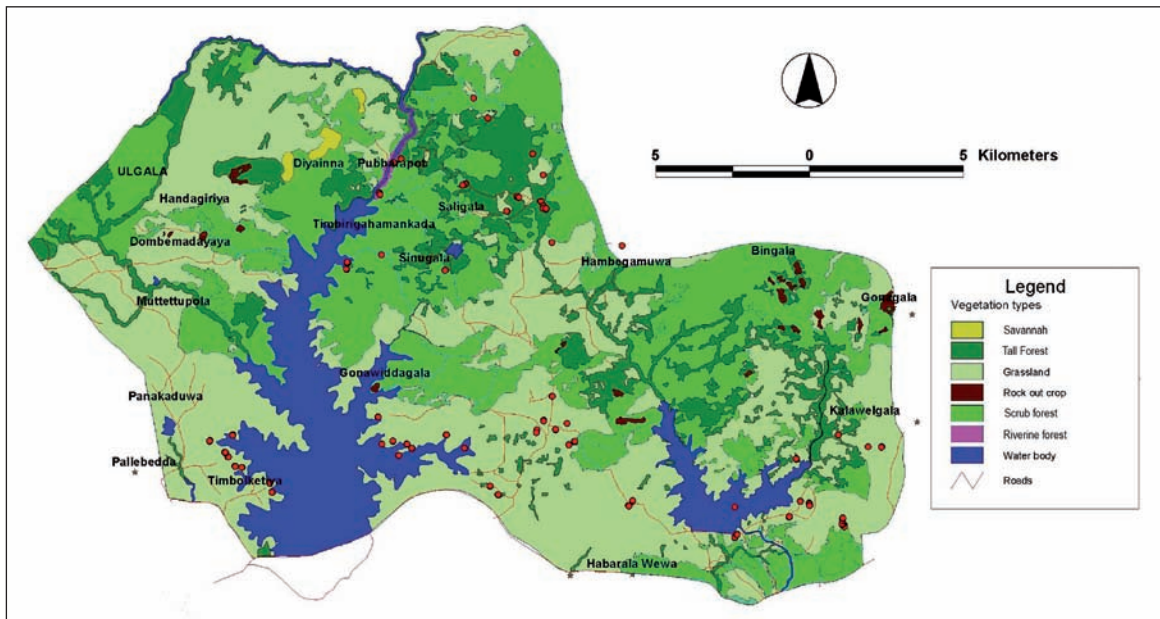 5 0 5 Kilometers
Diyainna
Pubbarapob
ULGALA
Handagiriya
Saligala
Timbirigahamankada
Dombemadayaya
Sinugala
Hambegamuwa
Bingala
Muttettupola
Gonagala
Gonawiddagala
Panakaduwa
Kalawelgala
Pallebedda
Timbolketiya
Habarala Wewa
Legend
Vegetation types
Savannah
Tall Forest
Grassland
Rock out crop
Scrub forest
Riverine forest
Water body
Roads